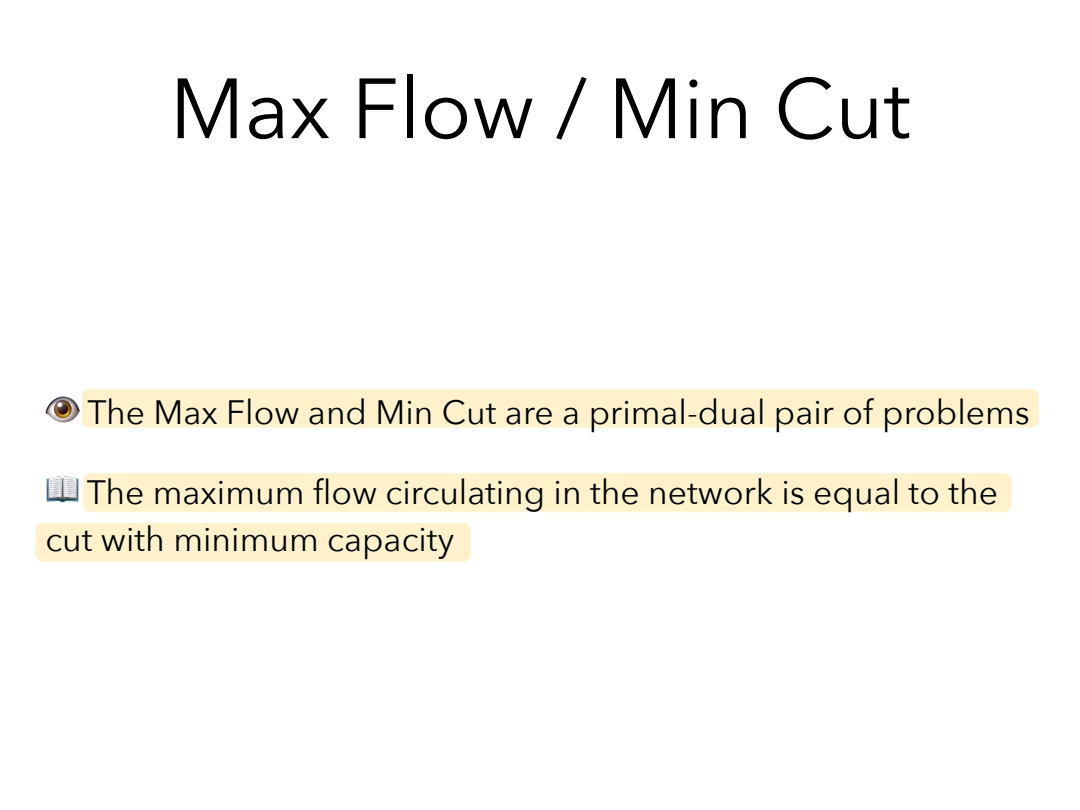 Max Flow / Min Cut
👁️The Max Flow and Min Cut are a primal-dual pair of problems
📖The maximum flow circulating in the network is equal to the
cut with minimum capacity